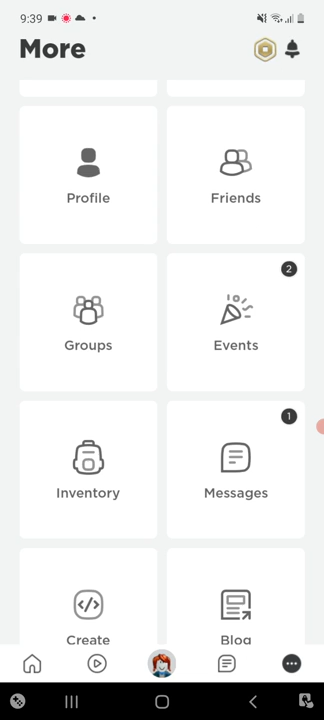 9:39
More
Profile
Friends
2
Groups
Events
1
Inventory
Messages
Create
Blog